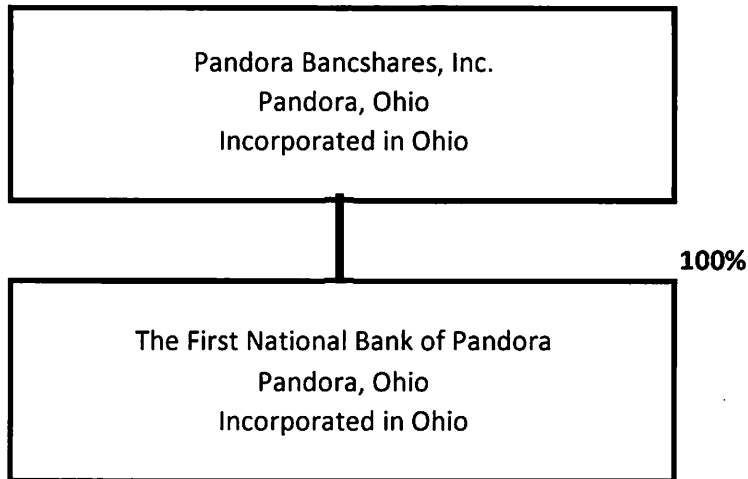 Pandora Bancshares, Inc.
Pandora, Ohio
Incorporated in Ohio
100%
The First National Bank of Pandora
Pandora, Ohio
Incorporated in Ohio